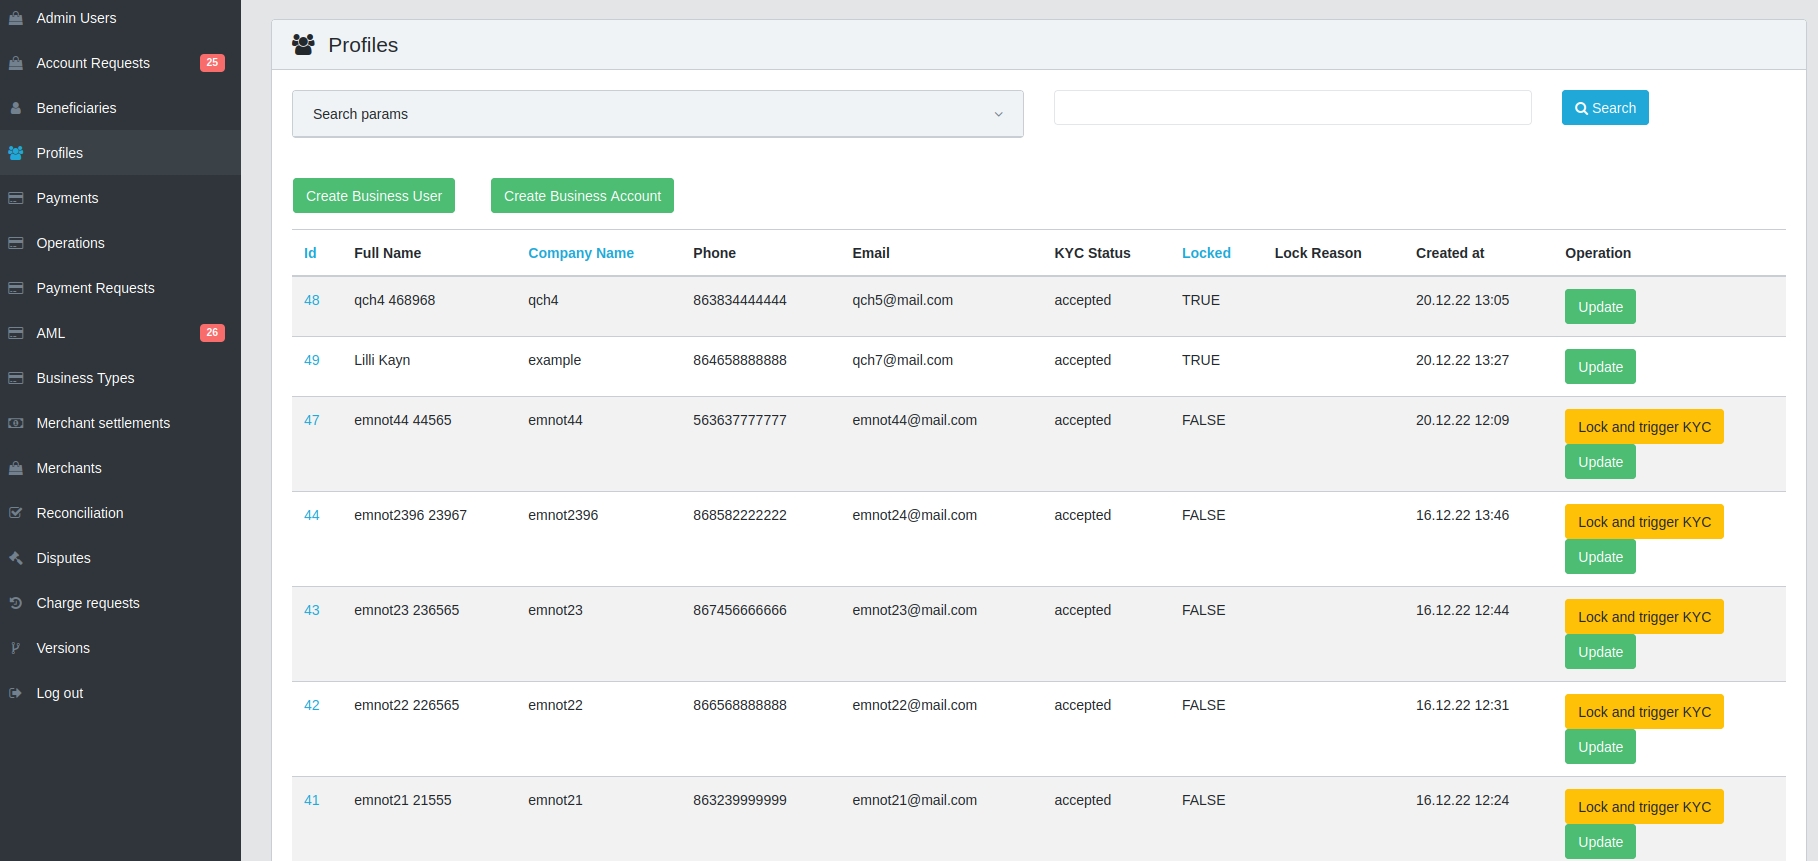 Admin Users
Account Requests 25
Beneficiaries
Profiles
Payments
Operations
Payment Requests
AML 26
Business Types
Merchant settlements
Merchants
Reconciliation
Disputes
Charge requests
Versions
Log out
Profiles
Search params
Search
Create Business User Create Business Account
Id Full Name Company Name Phone Email KYC Status Locked Lock Reason Created at Operation
48 qch4 468968 qch4 863834444444 qch5@mail.com accepted TRUE 20.12.22 13:05 Update
49 Lilli Kayn example 864658888888 qch7@mail.com accepted TRUE 20.12.22 13:27 Update
47 emnot44 44565 emnot44 563637777777 emnot44@mail.com accepted FALSE 20.12.22 12:09 Lock and trigger KYC
Update
44 emnot2396 23967 emnot2396 868582222222 emnot24@mail.com accepted FALSE 16.12.22 13:46 Lock and trigger KYC
Update
43 emnot23 236565 emnot23 867456666666 emnot23@mail.com accepted FALSE 16.12.22 12:44 Lock and trigger KYC
Update
42 emnot22 226565 emnot22 866568888888 emnot22@mail.com accepted FALSE 16.12.22 12:31 Lock and trigger KYC
Update
41 emnot21 21555 emnot21 863239999999 emnot21@mail.com accepted FALSE 16.12.22 12:24 Lock and trigger KYC
Update